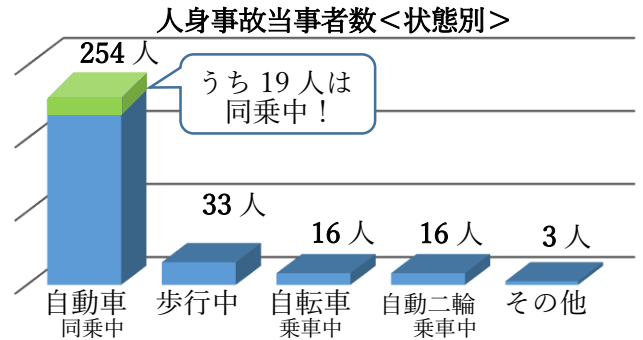 人身事故当事者数＜状態別＞
254 人
うち 19 人は
同乗中！
33 人
16 人
16 人
3 人
自動車
同乗中
歩行中
自転車
乗車中
自動二輪
乗車中
その他